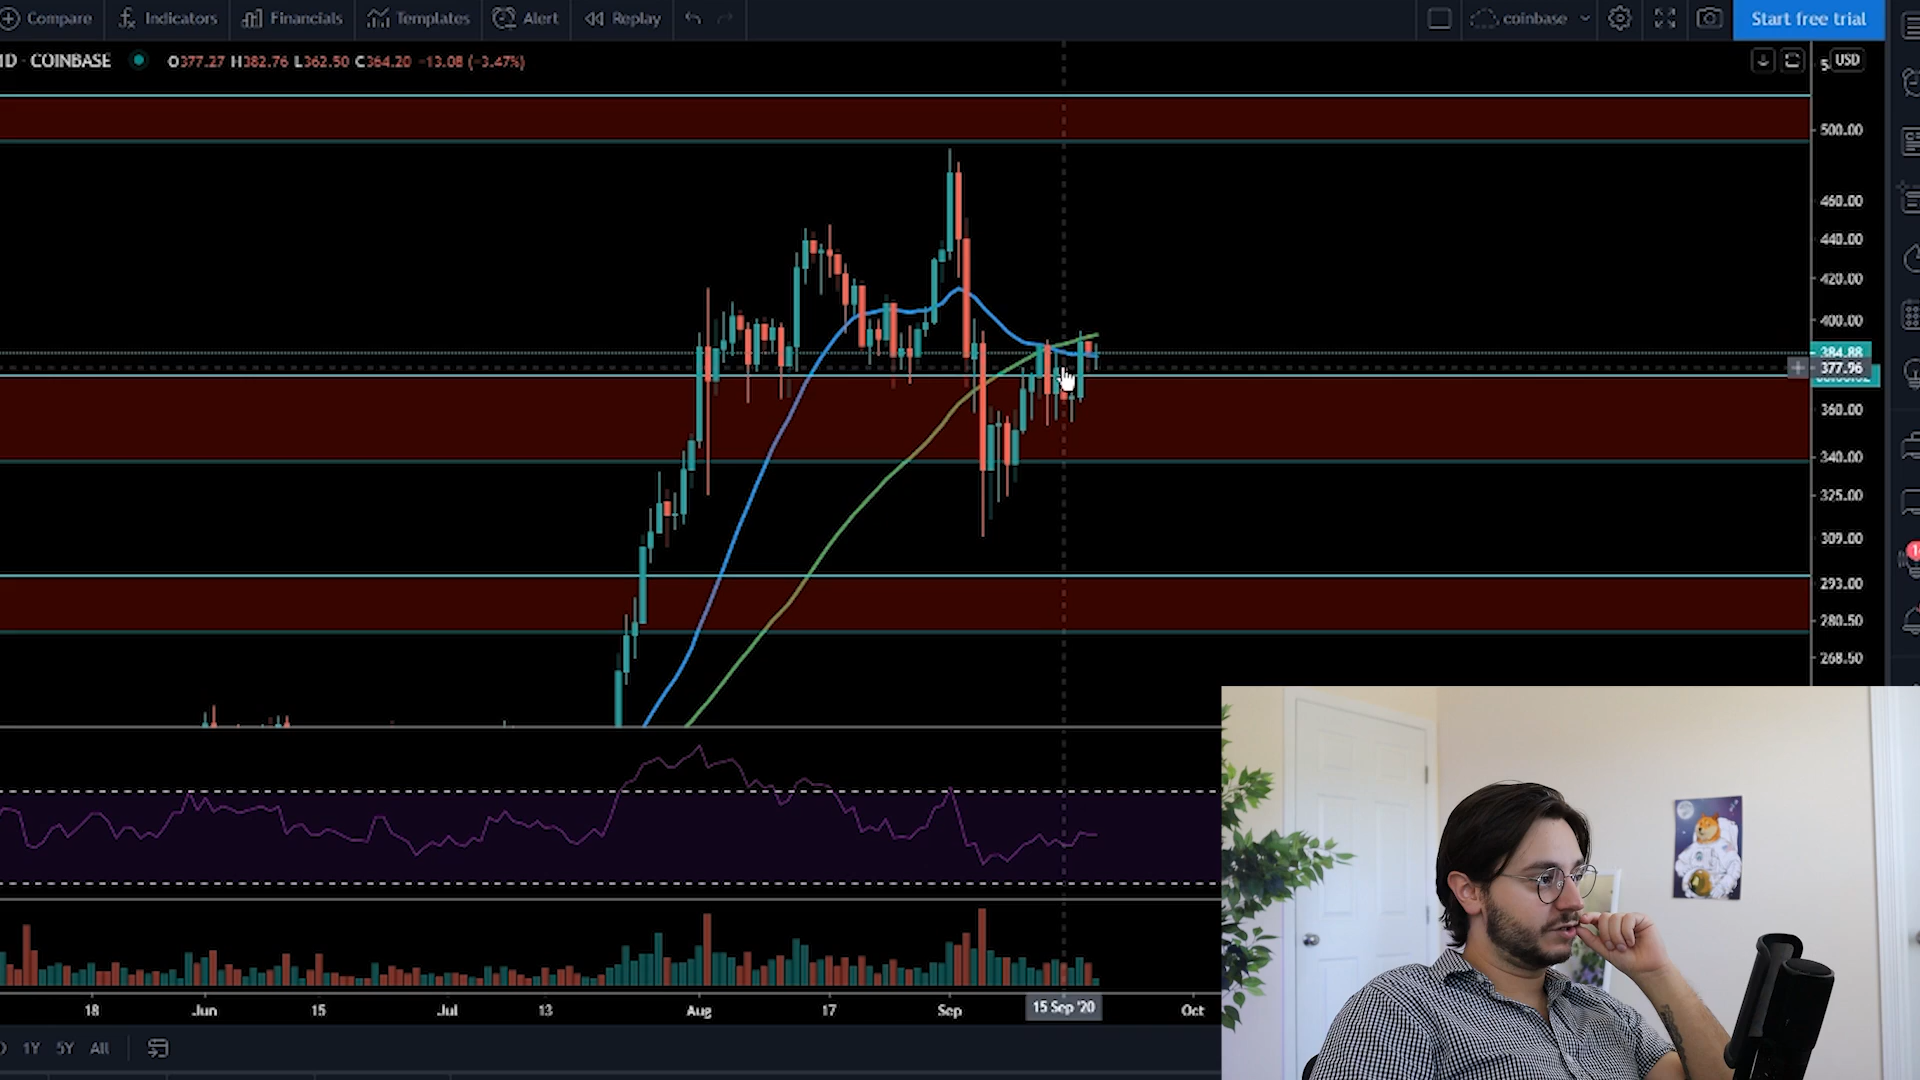 Compare Indicators Financials Templates Alert Replay coinbase Start free trial
1D · COINBASE O377.27 H382.76 L362.50 C364.20 -13.08 (-3.47%)
USD
500.00
460.00
440.00
420.00
400.00
384.88
377.96
360.00
340.00
325.00
309.00
293.00
280.50
268.50
18 Jun 15 Jul 13 Aug 17 Sep 15 Sep '20 Oct
1Y 5Y All